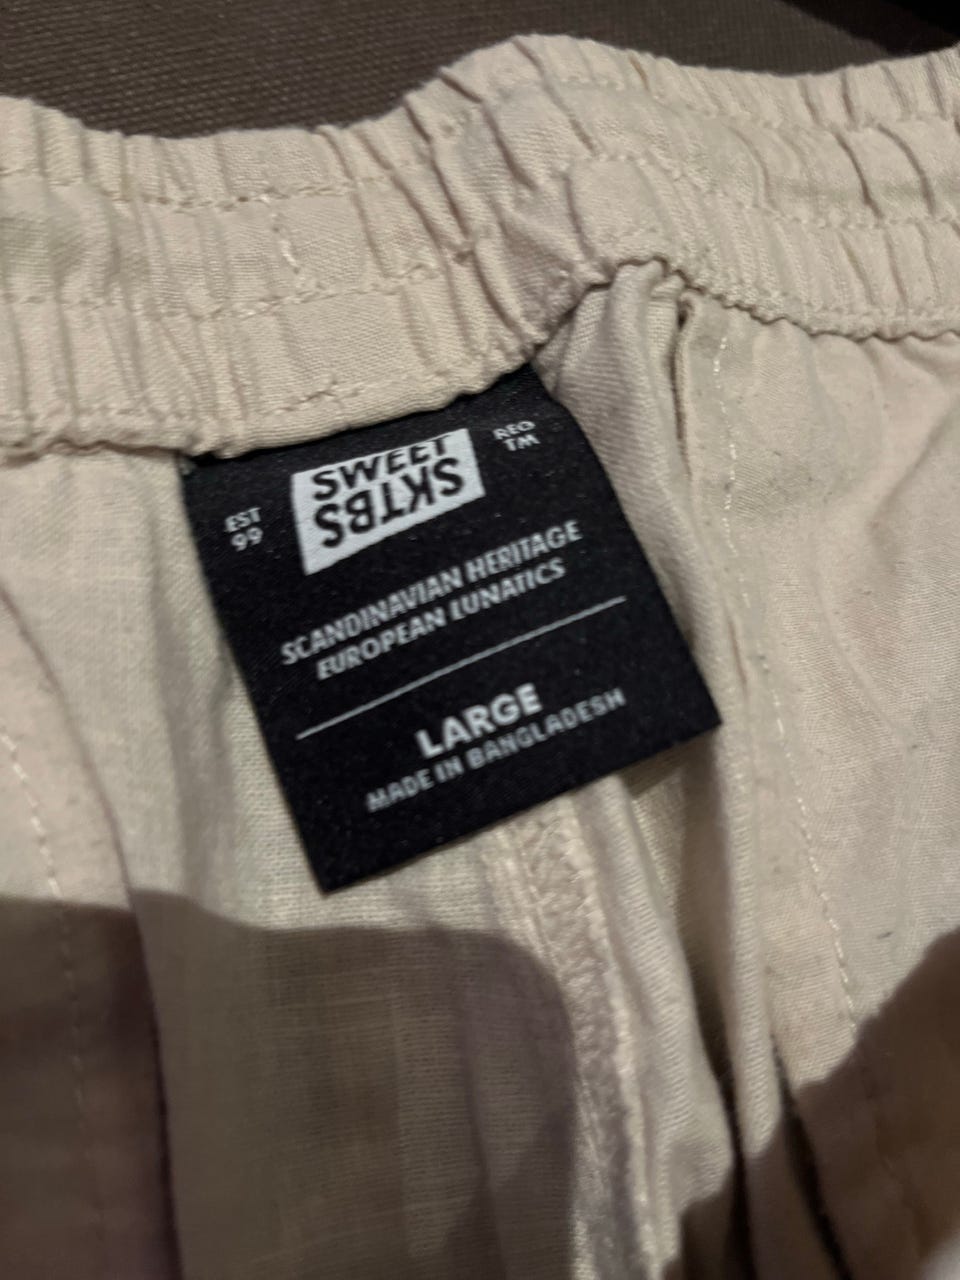 EST
99
SWEET
SKTBS
REG
TM
SCANDINAVIAN HERITAGE
EUROPEAN LUNATICS
LARGE
MADE IN BANGLADESH